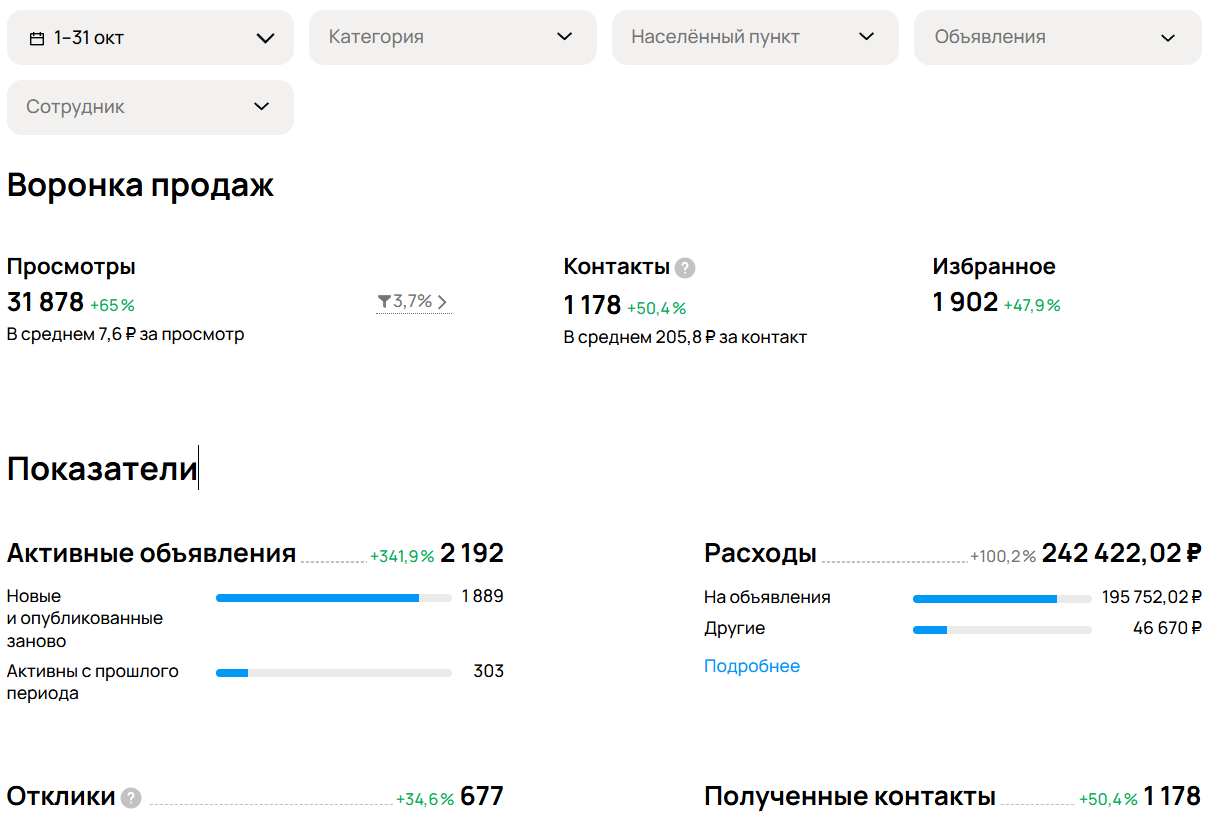 1–31 окт
Категория
Населённый пункт
Объявления
Сотрудник
Воронка продаж
Просмотры
31 878 +65 %
В среднем 7,6 ₽ за просмотр
3,7%
Контакты ?
1 178 +50,4 %
В среднем 205,8 ₽ за контакт
Избранное
1 902 +47,9 %
Показатели
Активные объявления +341,9 % 2 192
Новые
и опубликованные
заново
1 889
Активны с прошлого
периода
303
Расходы +100,2 % 242 422,02 ₽
На объявления 195 752,02 ₽
Другие 46 670 ₽
Подробнее
Отклики ? +34,6 % 677
Полученные контакты +50,4 % 1 178